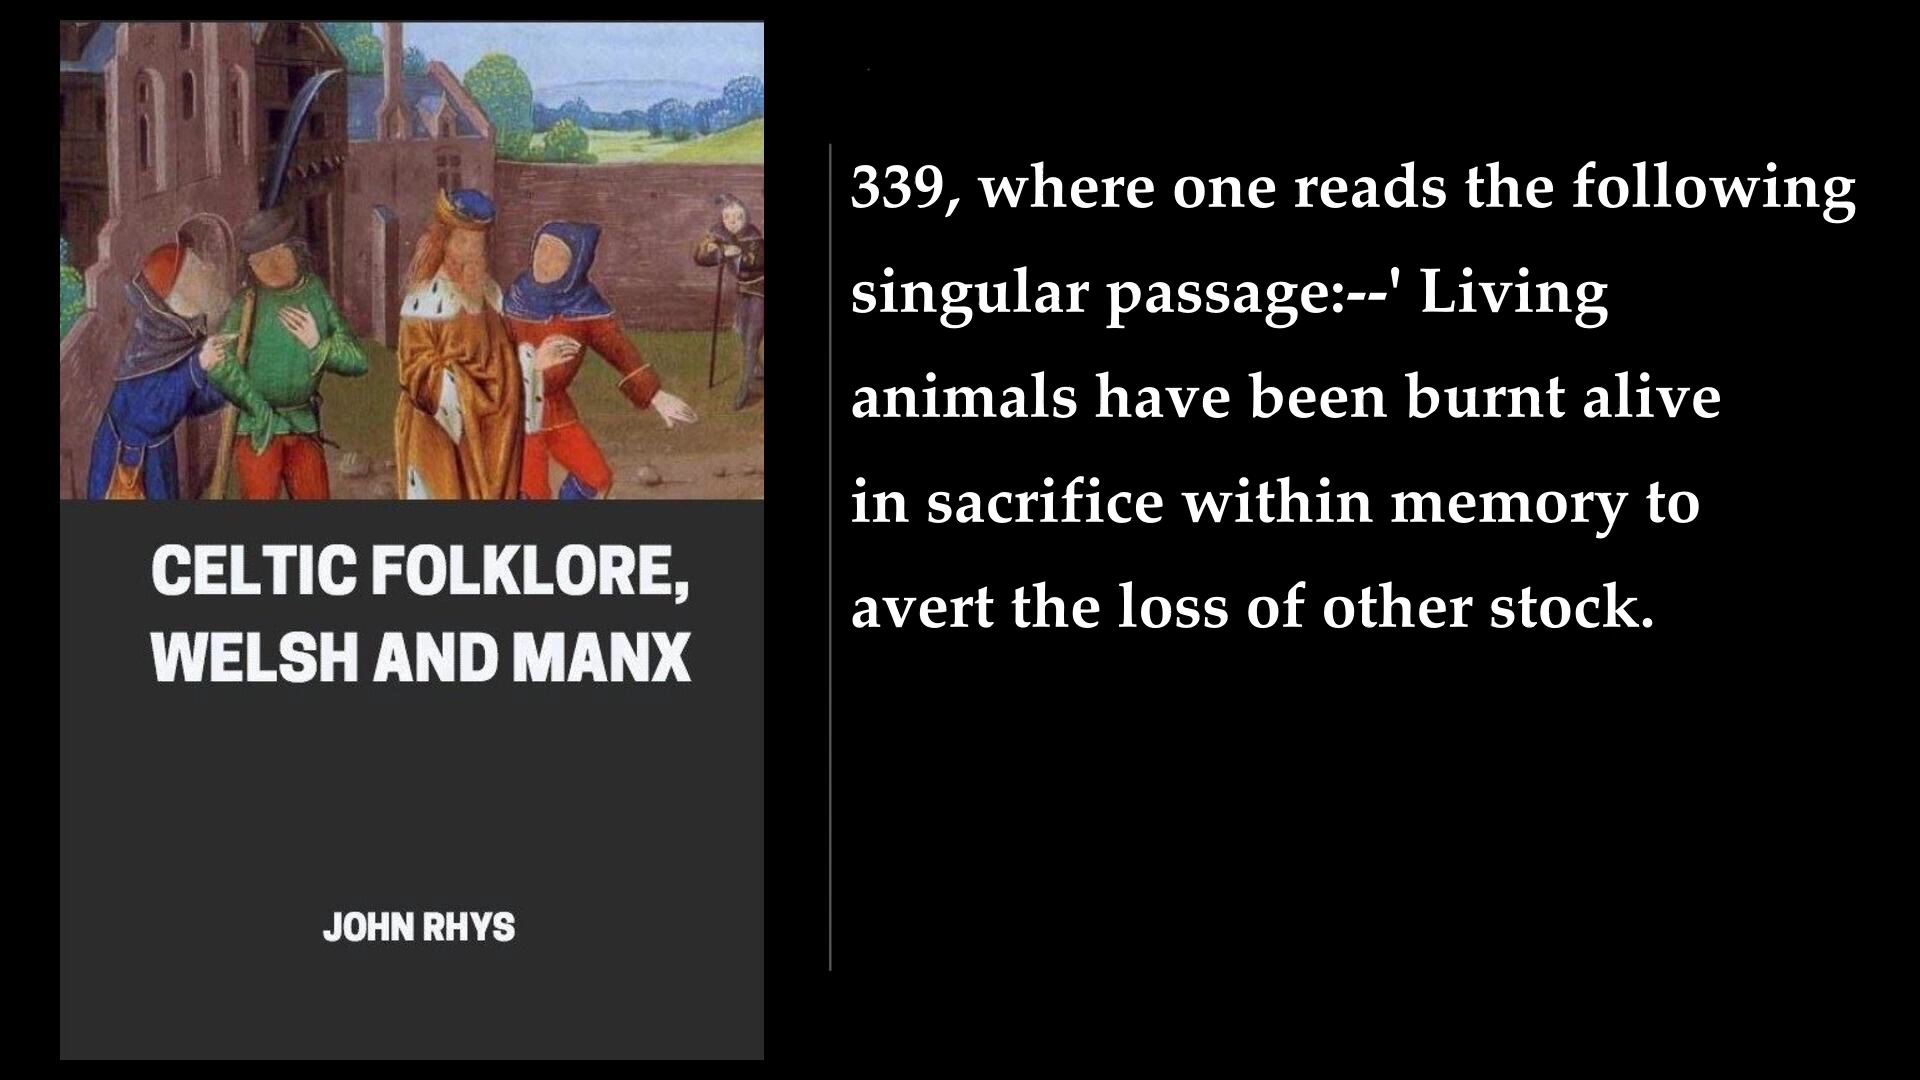 CELTIC FOLKLORE,
WELSH AND MANX
JOHN RHYS
339, where one reads the following
singular passage:--' Living
animals have been burnt alive
in sacrifice within memory to
avert the loss of other stock.